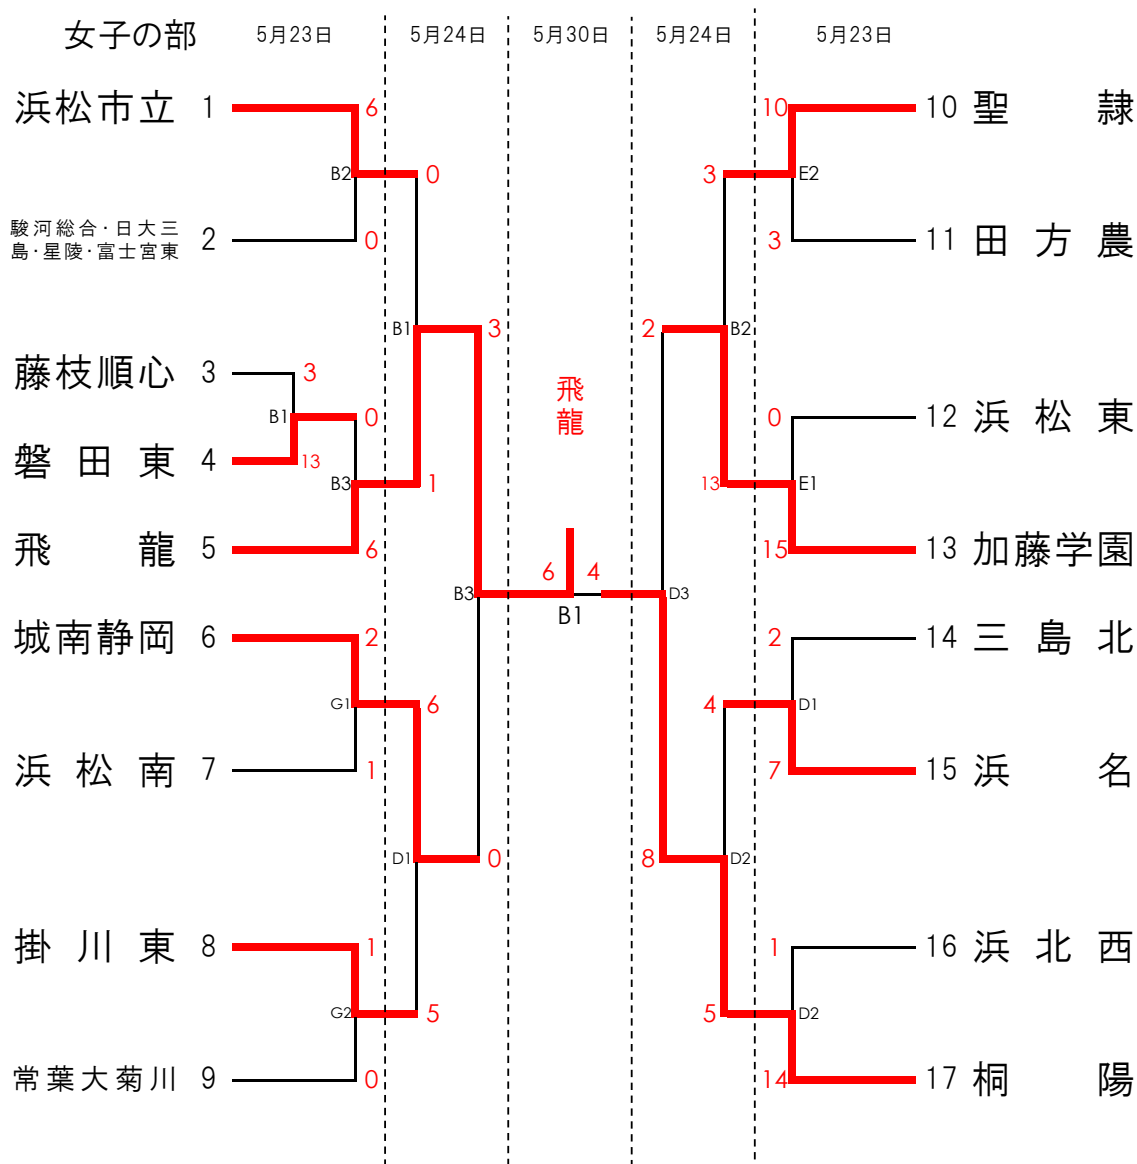 女子の部 5月23日 5月24日 5月30日 5月24日 5月23日
浜松市立 1 6 10 10 聖隷
B2 0 3 E2
駿河総合・日大三
島・星陵・富士宮東 2 0 3 11 田方農
B1 3 2 B2
藤枝順心 3 3
飛龍
B1 0 0 12 浜松東
磐田東 4 13
B3 1 13 E1
飛龍 5 6 15 13 加藤学園
6 4
B3 B1 D3
城南静岡 6 2 2 14 三島北
G1 6 4 D1
浜松南 7 1 7 15 浜名
D1 0 8 D2
掛川東 8 1 1 16 浜北西
G2 5 5 D2
常葉大菊川 9 0 14 17 桐陽